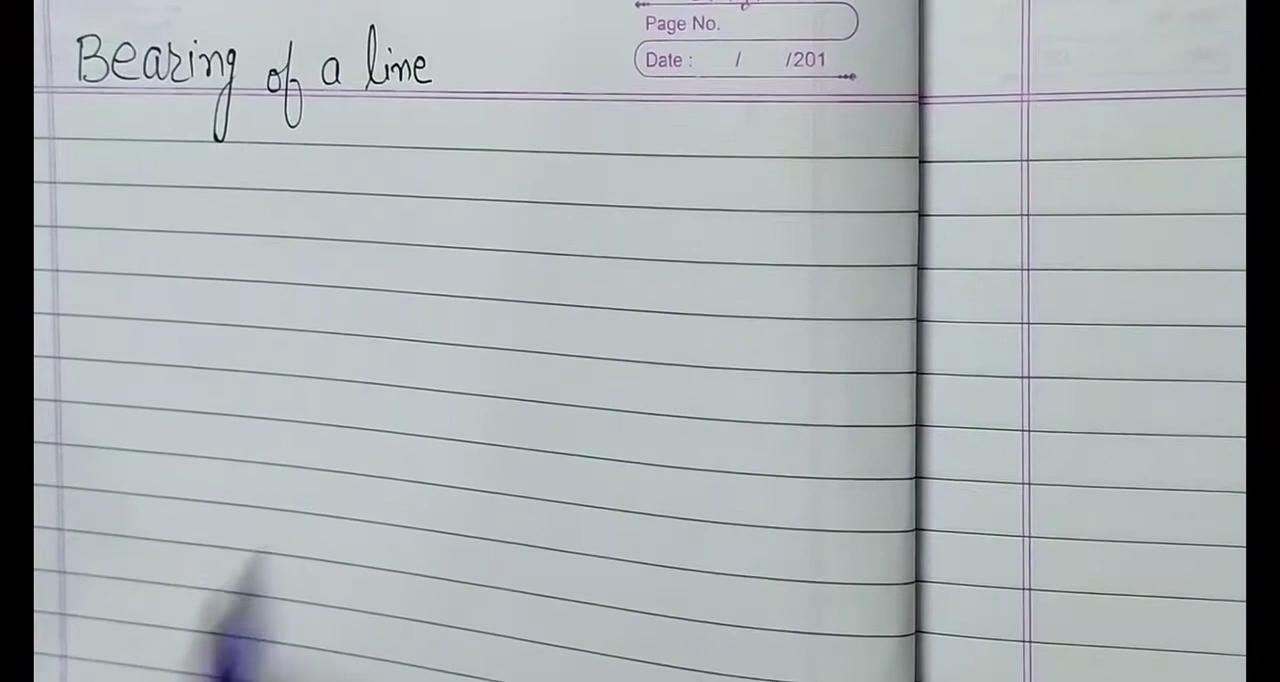 Page No.
Bearing of a line
Date : / /201